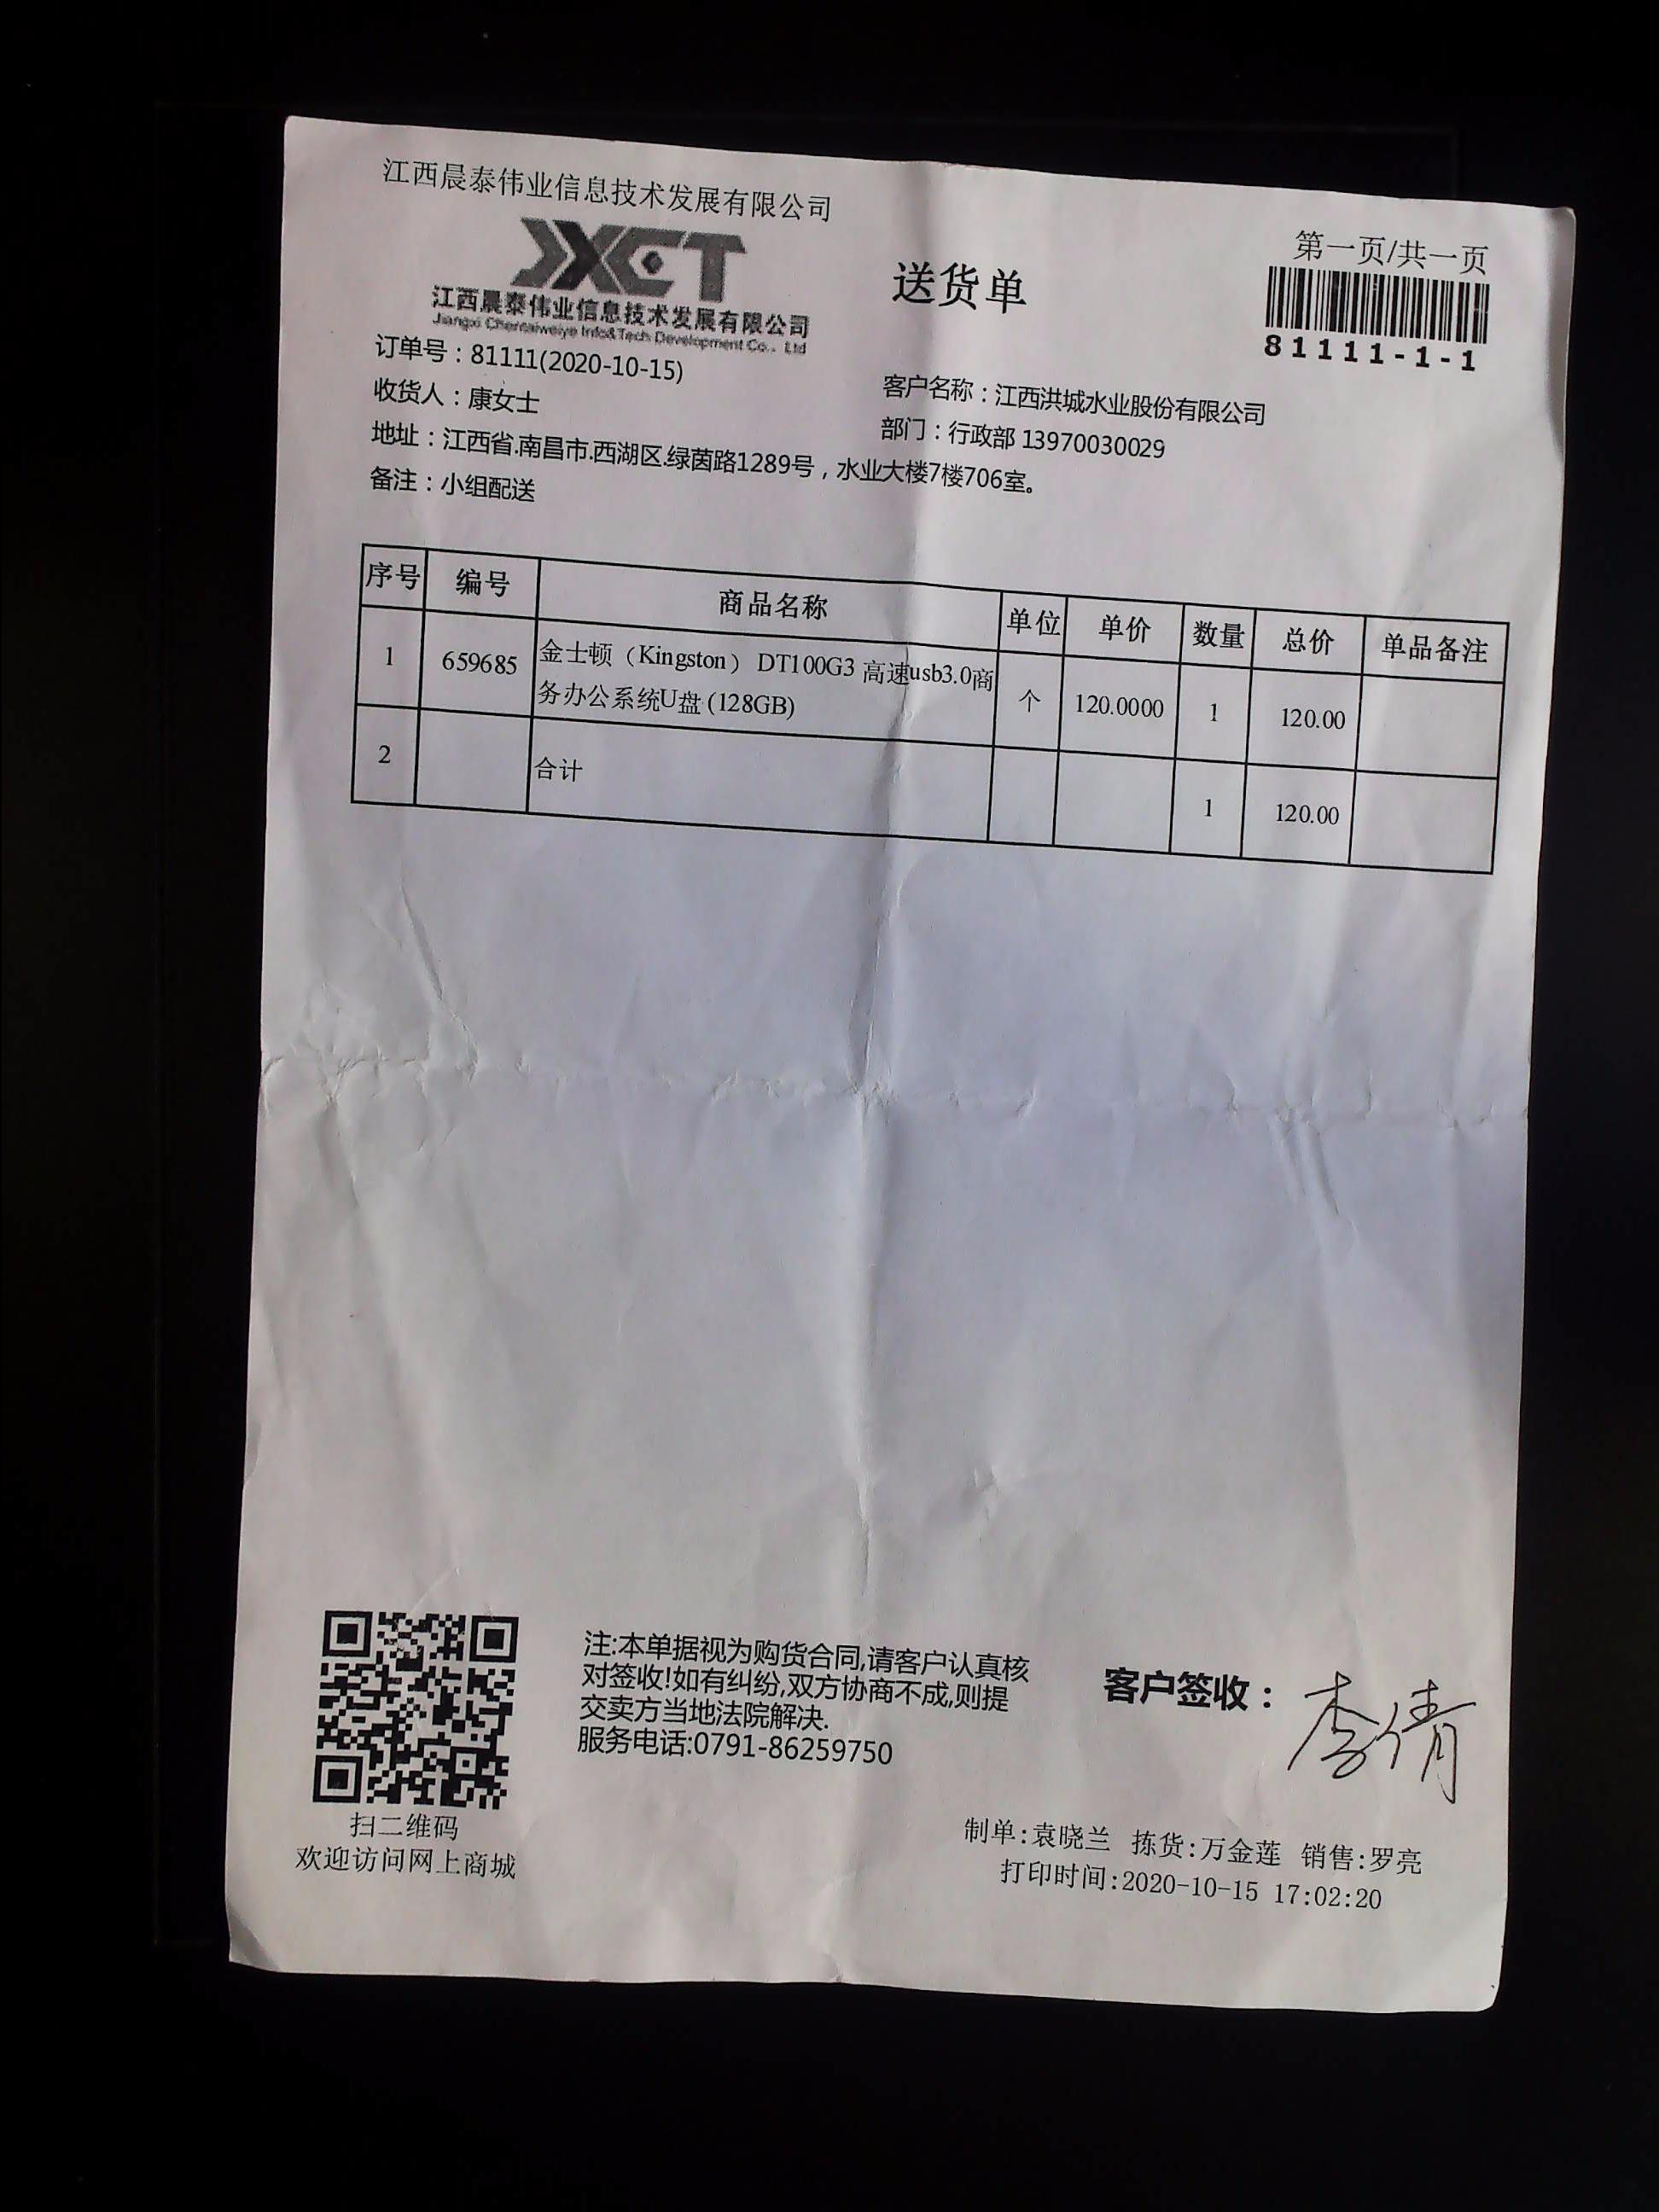 江西晨泰伟业信息技术发展有限公司
JXCT
江西晨泰伟业信息技术发展有限公司
Jiangxi Chentaiweiye Info&Tech Development Co., Ltd
送货单
第一页/共一页
81111-1-1
订单号：81111(2020-10-15)
收货人：康女士
客户名称：江西洪城水业股份有限公司
部门：行政部 13970030029
地址：江西省.南昌市.西湖区.绿茵路1289号，水业大楼7楼706室。
备注：小组配送
序号 编号 商品名称 单位 单价 数量 总价 单品备注
1 659685 金士顿（Kingston） DT100G3 高速usb3.0商
务办公系统U盘 (128GB) 个 120.0000 1 120.00
2 合计 1 120.00
注:本单据视为购货合同,请客户认真核
对签收!如有纠纷,双方协商不成,则提
交卖方当地法院解决.
服务电话:0791-86259750
客户签收：李倩
扫二维码
欢迎访问网上商城
制单:袁晓兰 拣货:万金莲 销售:罗亮
打印时间:2020-10-15 17:02:20